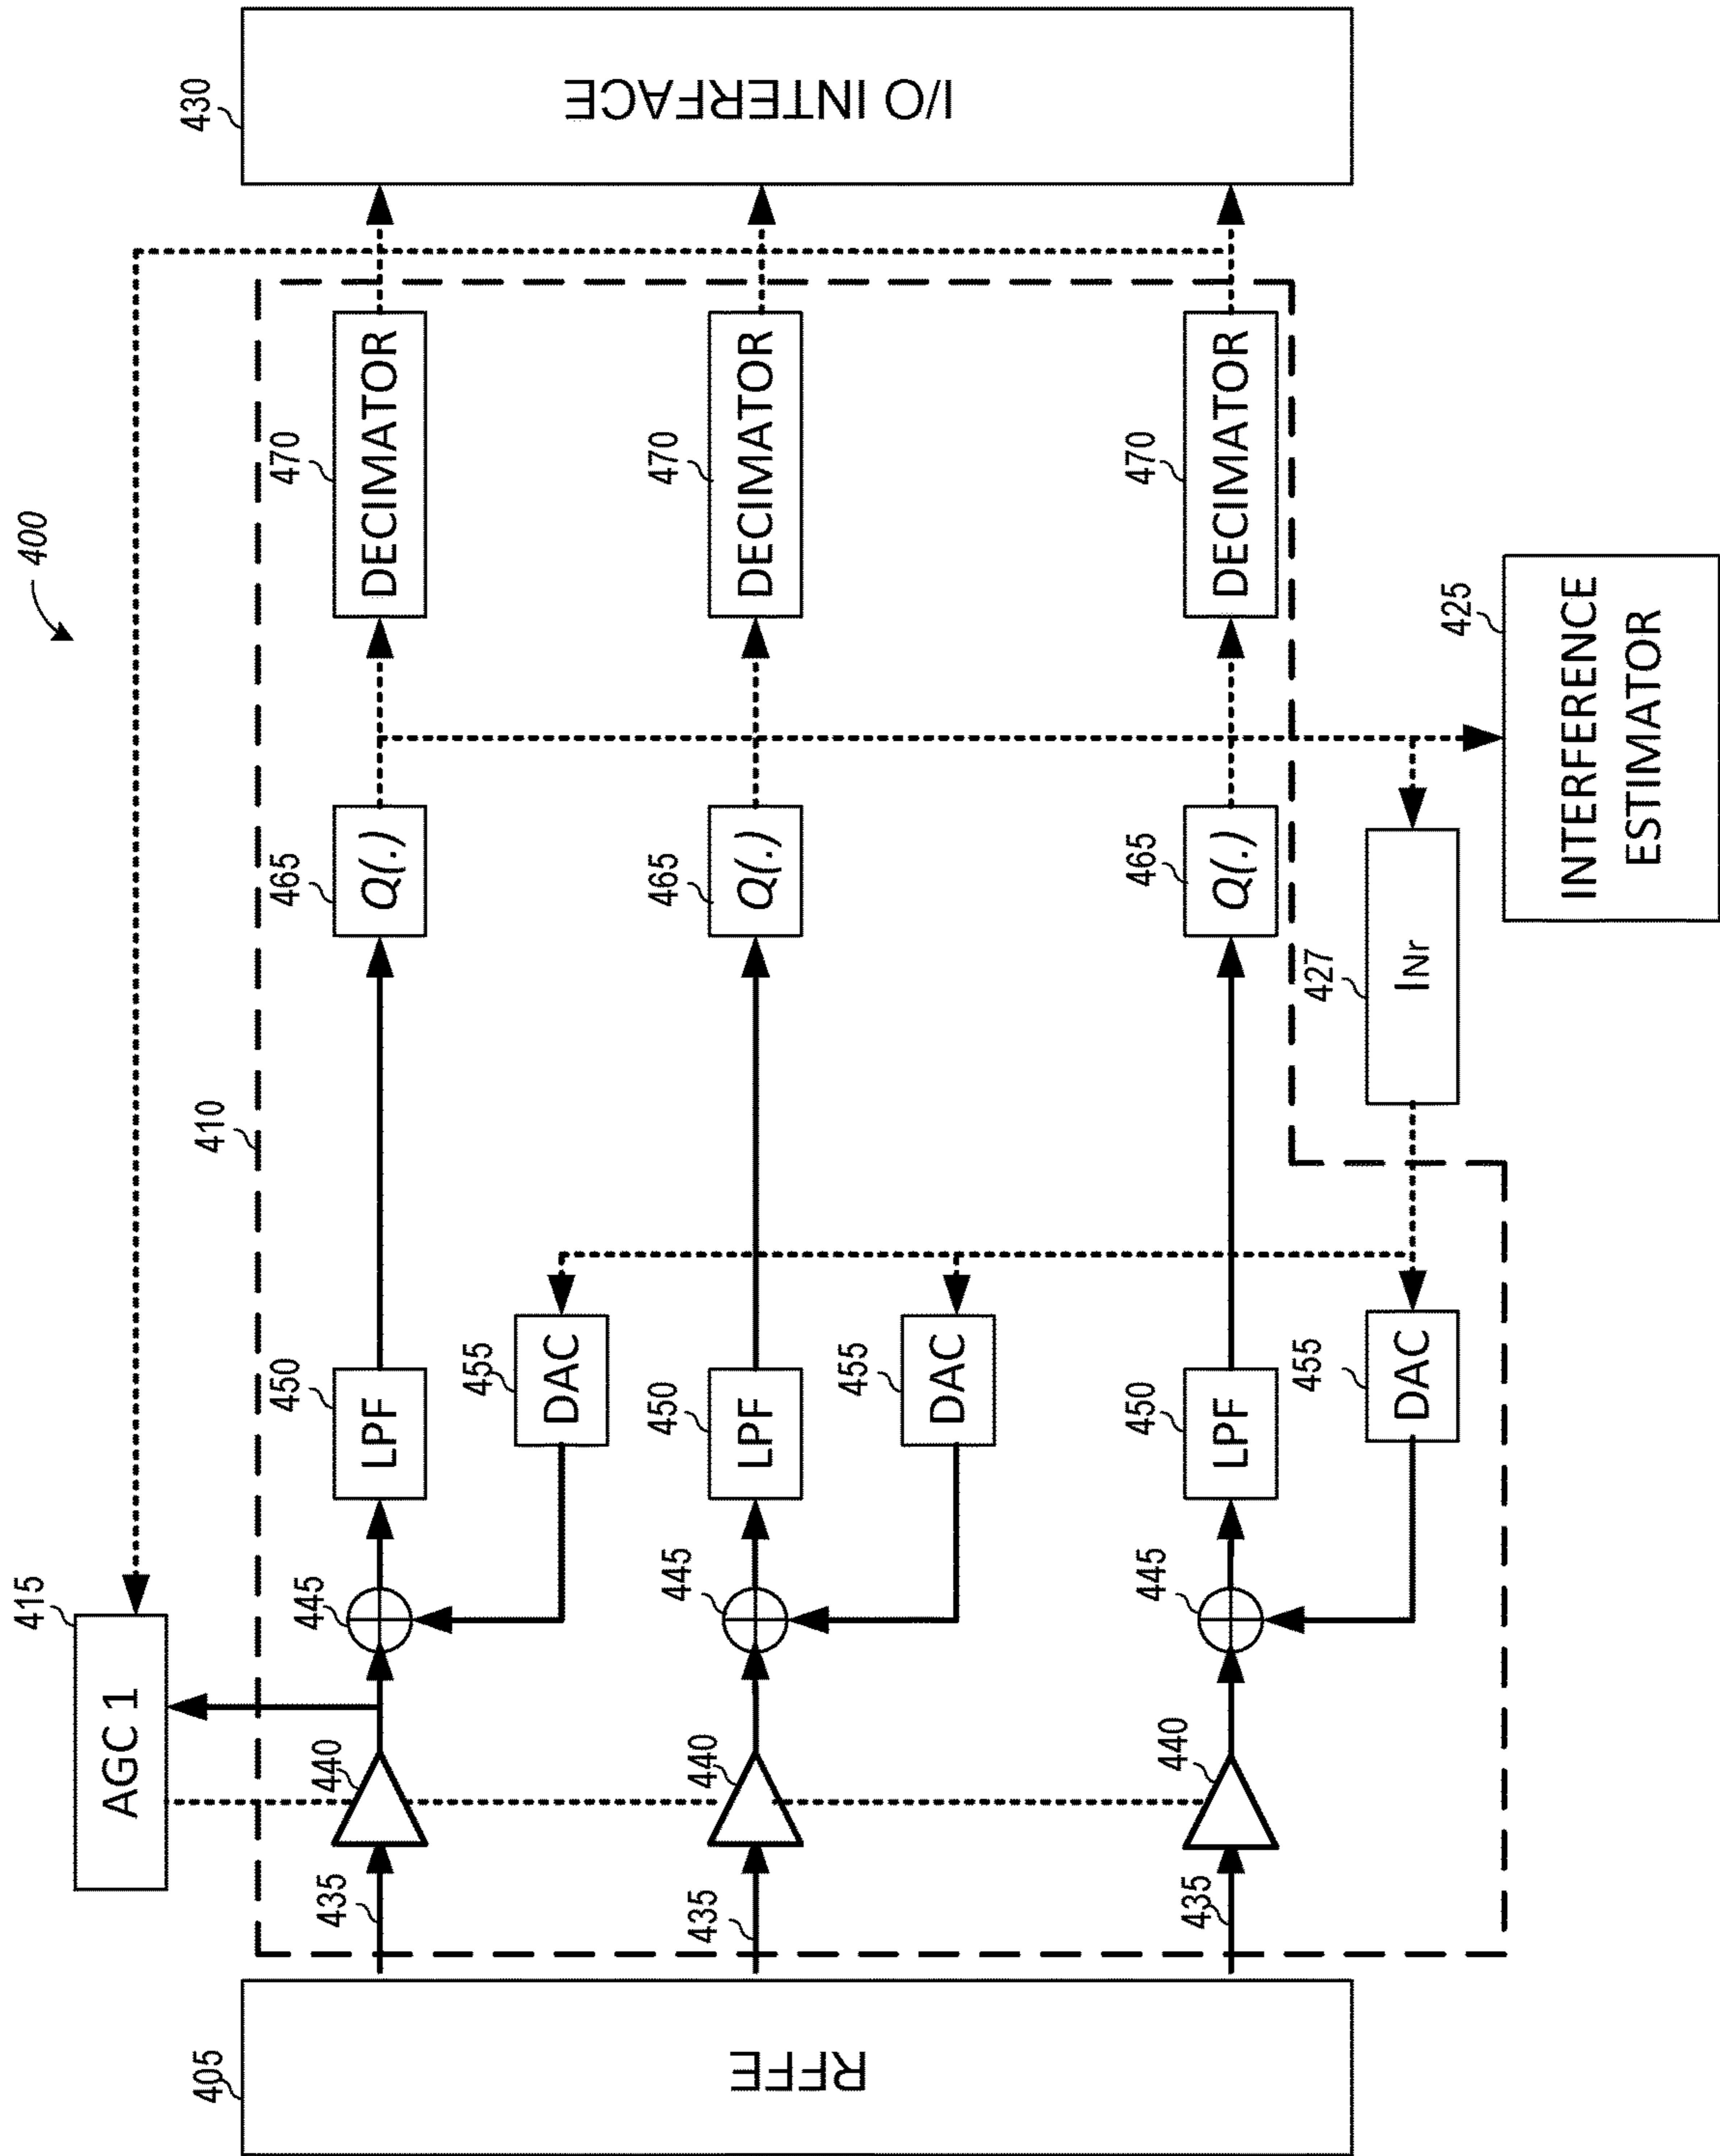 400
415
AGC 1
410
405
RFFE
435
440
445
450
LPF
465
Q(.)
470
DECIMATOR
455
DAC
435
440
445
450
LPF
465
Q(.)
470
DECIMATOR
455
DAC
435
440
445
450
LPF
465
Q(.)
470
DECIMATOR
455
DAC
430
I/O INTERFACE
427
INr
425
INTERFERENCE
ESTIMATOR